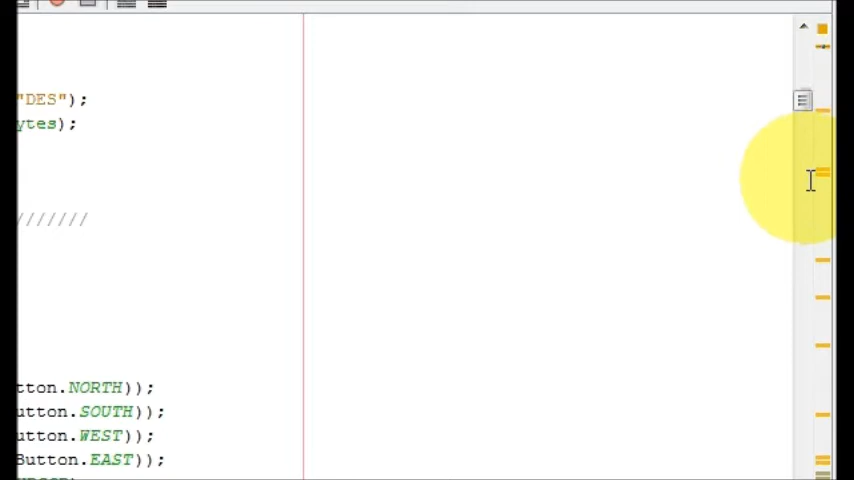 "DES");
ytes);
///////
tton.NORTH));
utton.SOUTH));
utton.WEST));
Button.EAST));